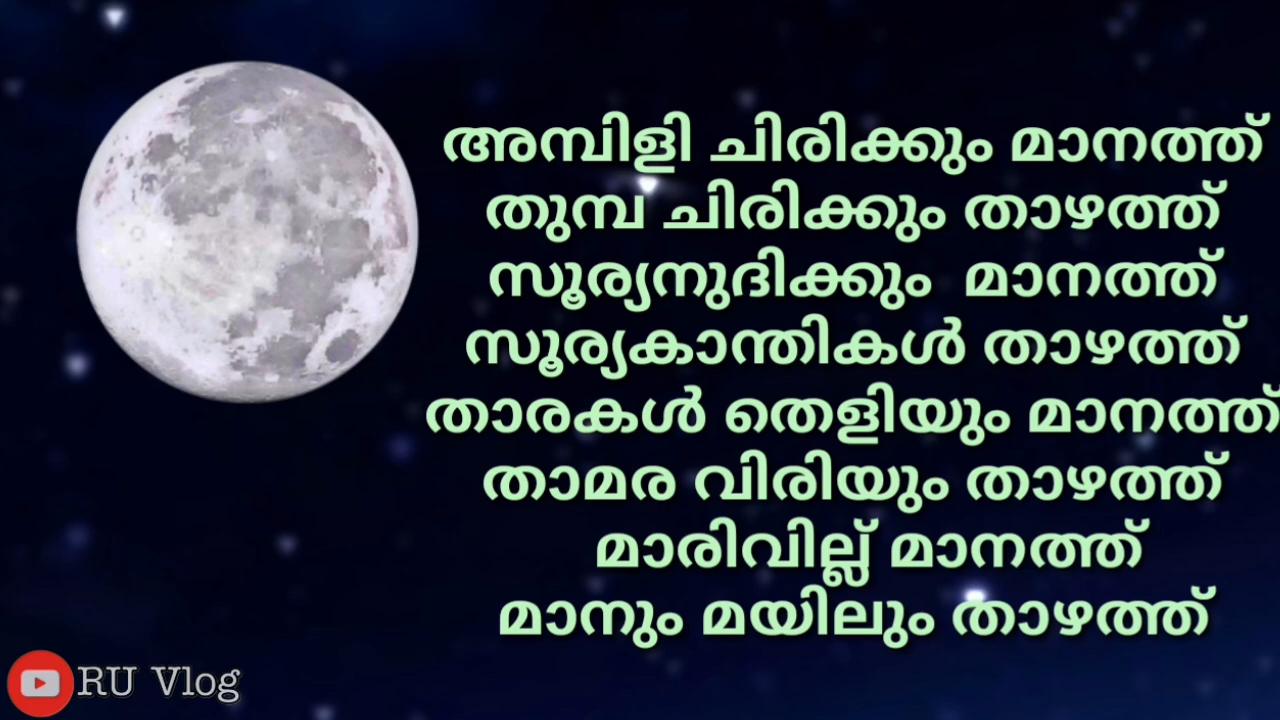 അമ്പിളി ചിരിക്കും മാനത്ത്
തുമ്പ ചിരിക്കും താഴത്ത്
സൂര്യനുദിക്കും മാനത്ത്
സൂര്യകാന്തികൾ താഴത്ത്
താരകൾ തെളിയും മാനത്ത്
താമര വിരിയും താഴത്ത്
മാരിവില്ല് മാനത്ത്
മാനും മയിലും താഴത്ത്
RU Vlog